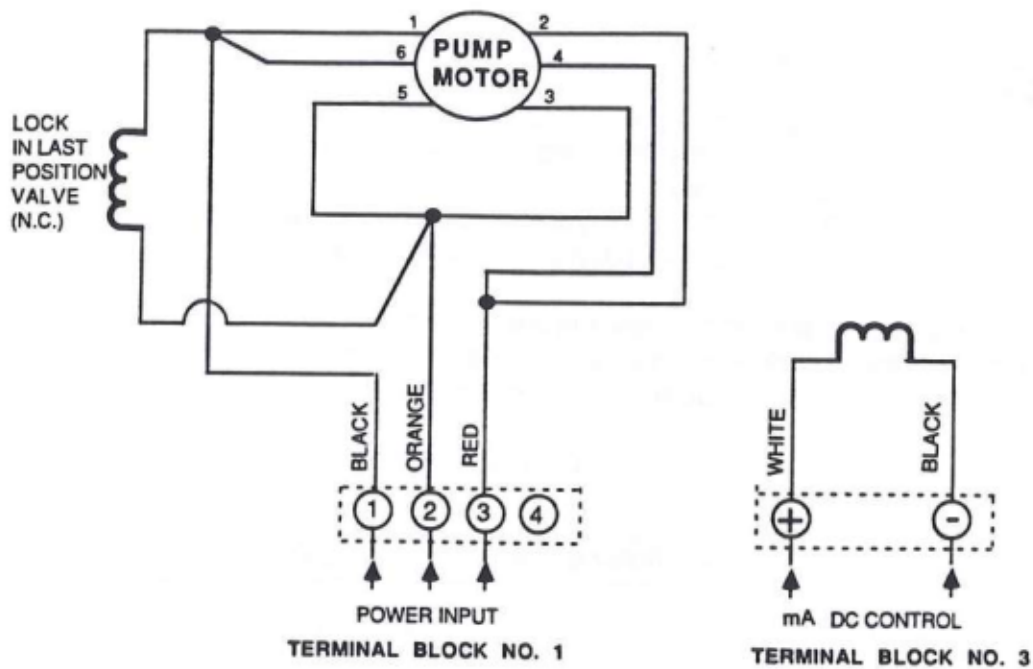 1
2
6
PUMP
MOTOR
4
5
3
LOCK
IN LAST
POSITION
VALVE
(N.C.)
BLACK
ORANGE
RED
WHITE
BLACK
1
2
3
4
+
-
POWER INPUT
mA DC CONTROL
TERMINAL BLOCK NO. 1
TERMINAL BLOCK NO. 3